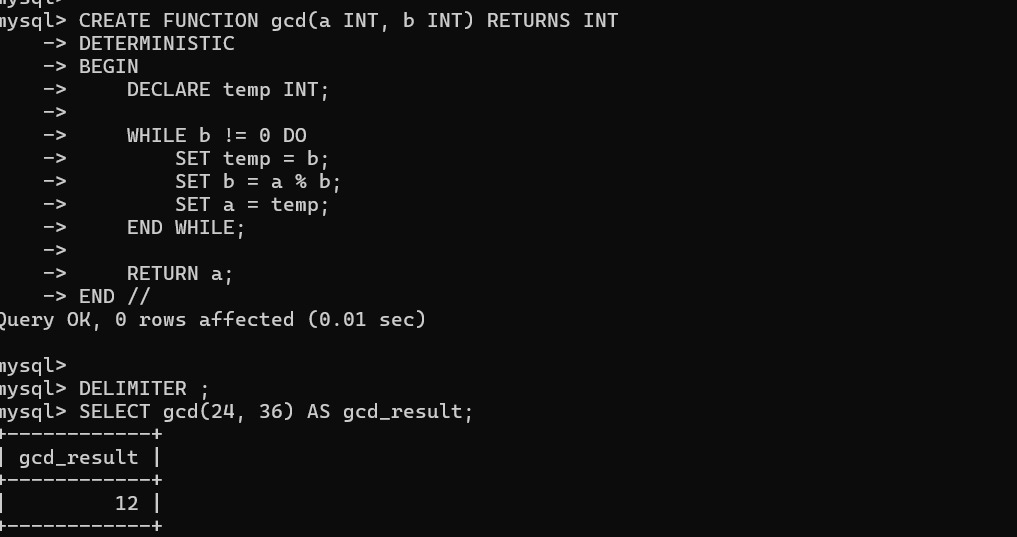 mysql>
mysql> CREATE FUNCTION gcd(a INT, b INT) RETURNS INT
    -> DETERMINISTIC
    -> BEGIN
    ->     DECLARE temp INT;
    ->
    ->     WHILE b != 0 DO
    ->         SET temp = b;
    ->         SET b = a % b;
    ->         SET a = temp;
    ->     END WHILE;
    ->
    ->     RETURN a;
    -> END //
Query OK, 0 rows affected (0.01 sec)

mysql>
mysql> DELIMITER ;
mysql> SELECT gcd(24, 36) AS gcd_result;
+------------+
| gcd_result |
+------------+
|         12 |
+------------+